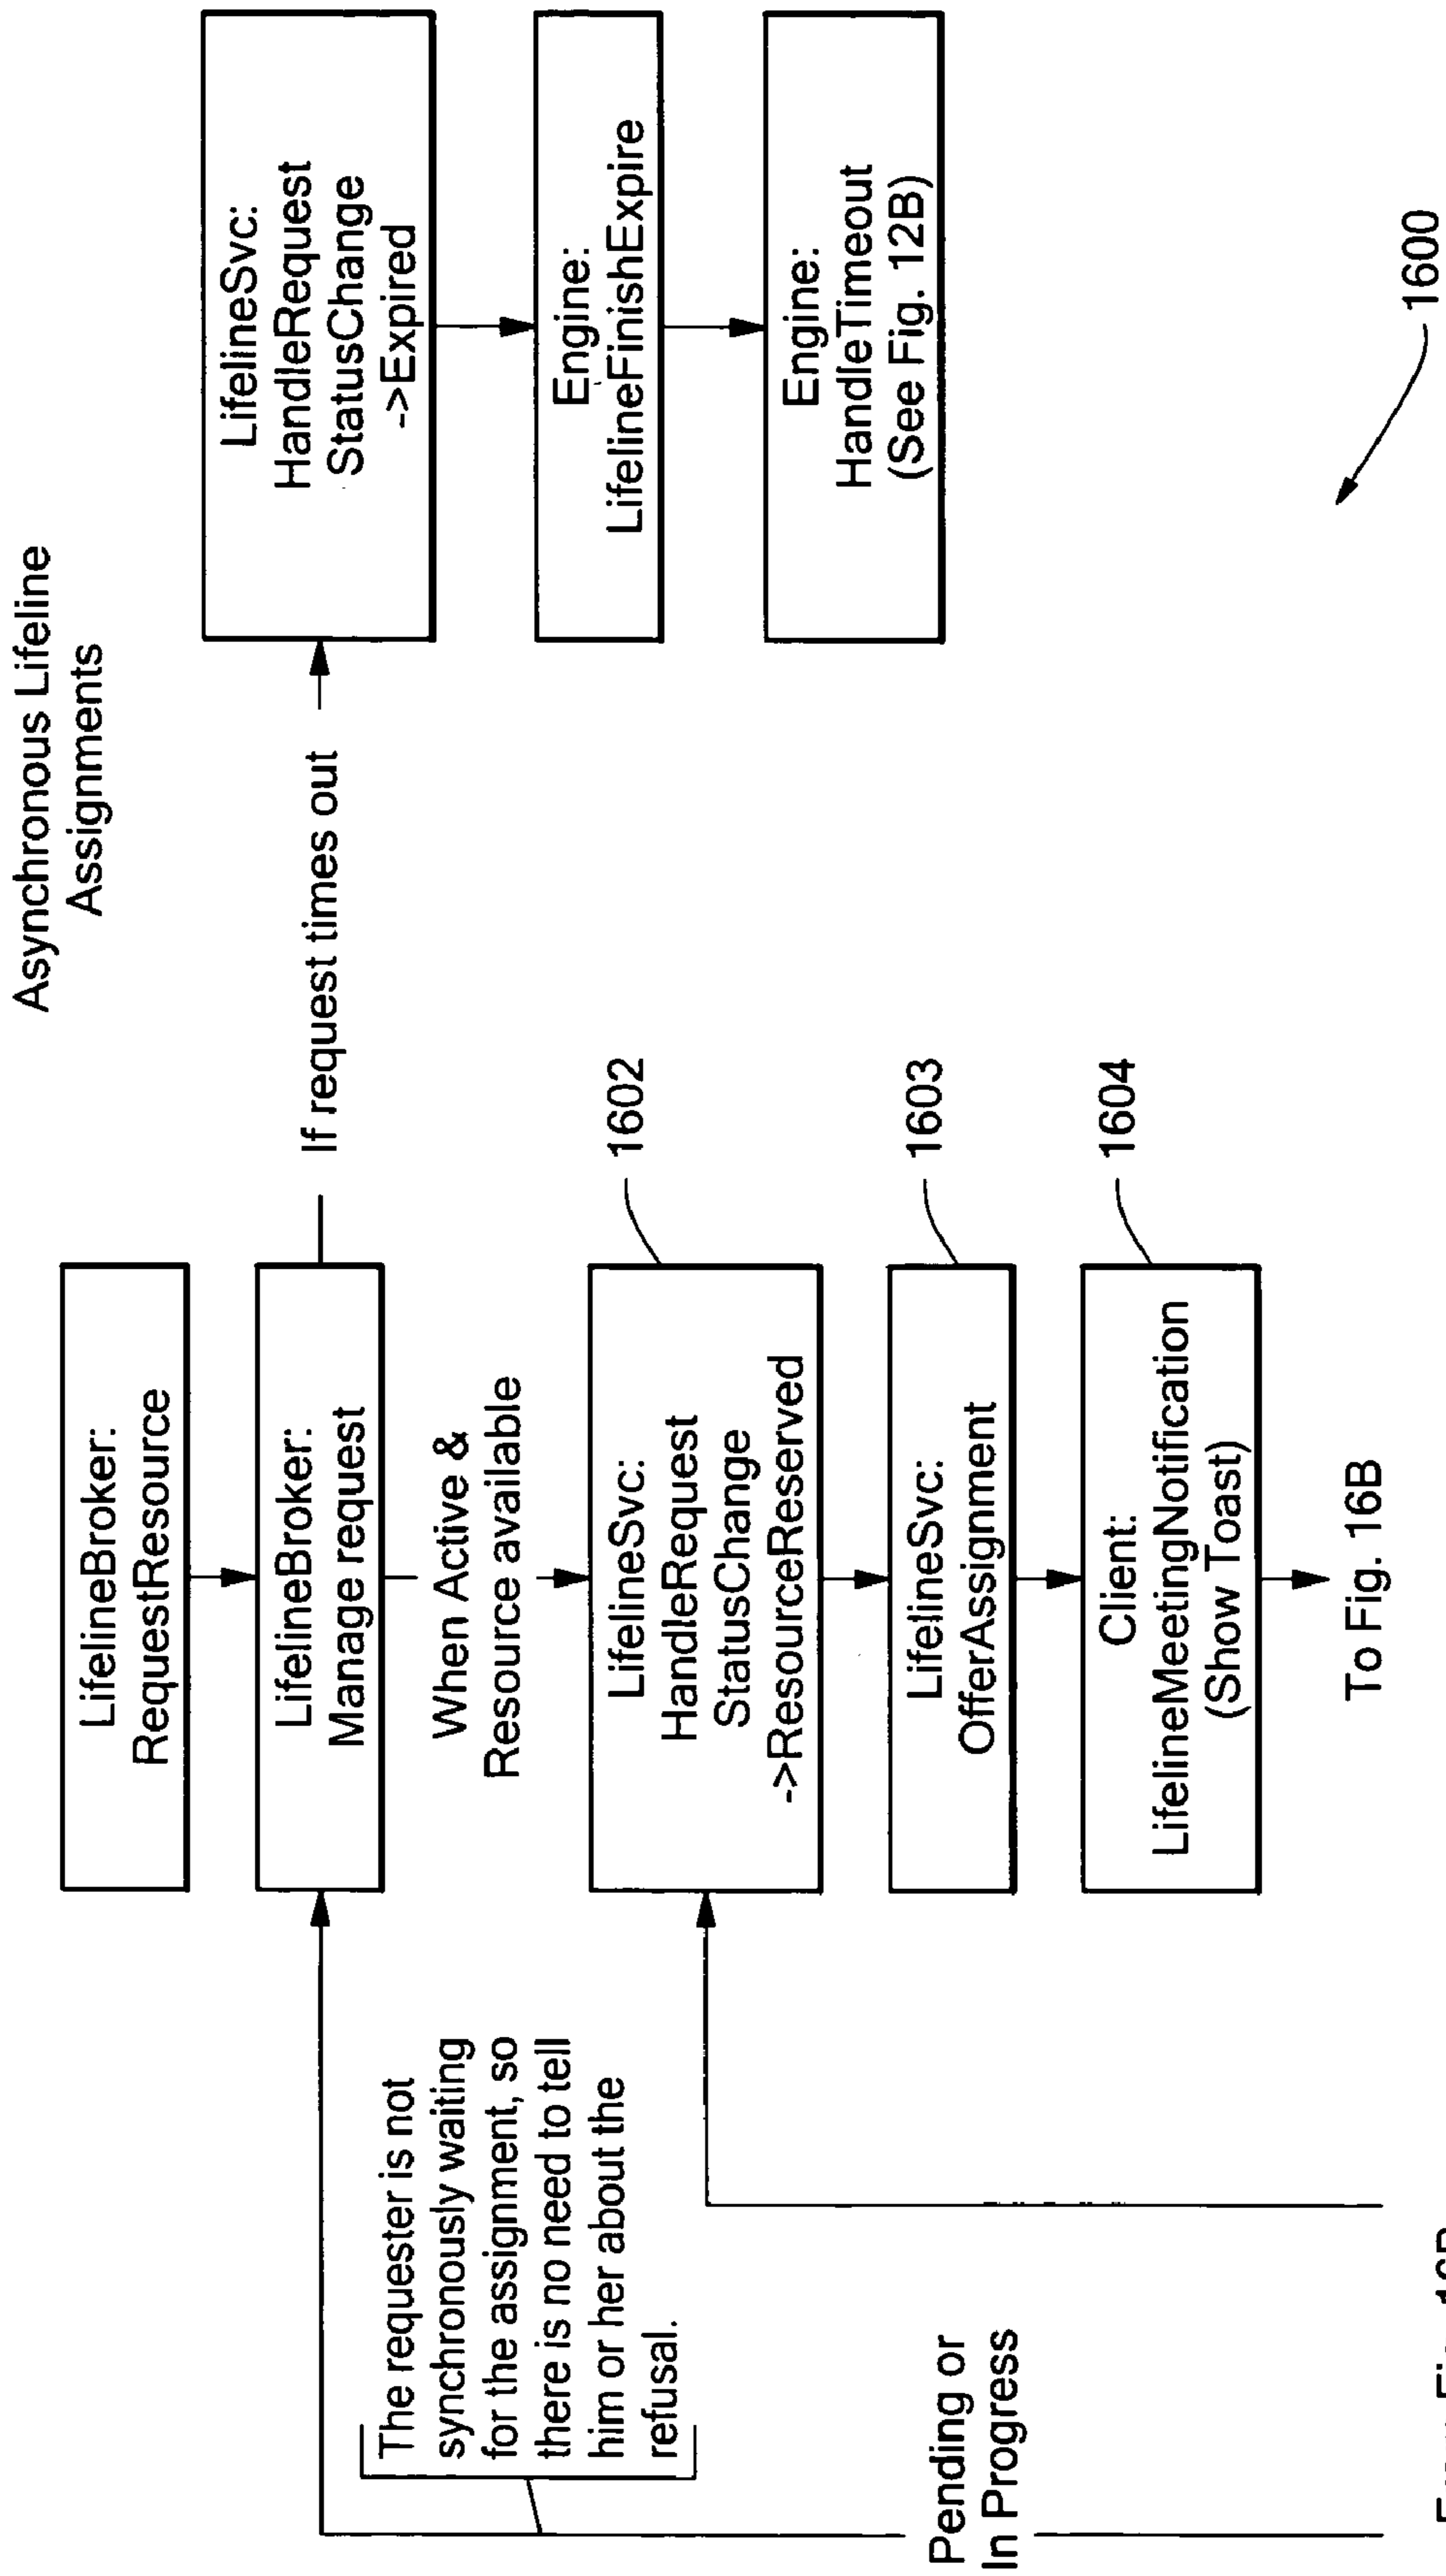 Asynchronous Lifeline
Assignments
LifelineBroker:
RequestResource
LifelineBroker:
Manage request
If request times out
LifelineSvc:
HandleRequest
StatusChange
->Expired
Engine:
LifelineFinishExpire
Engine:
HandleTimeout
(See Fig. 12B)
When Active &
Resource available
LifelineSvc:
HandleRequest
StatusChange
->ResourceReserved
1602
LifelineSvc:
OfferAssignment
1603
Client:
LifelineMeetingNotification
(Show Toast)
1604
To Fig. 16B
The requester is not
synchronously waiting
for the assignment, so
there is no need to tell
him or her about the
refusal.
Pending or
In Progress
1600